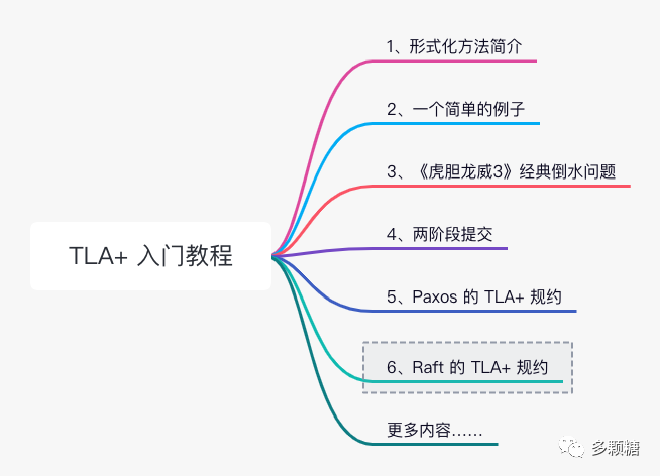 1、形式化方法简介
2、一个简单的例子
3、《虎胆龙威3》经典倒水问题
TLA+ 入门教程
4、两阶段提交
5、Paxos 的 TLA+ 规约
6、Raft 的 TLA+ 规约
更多内容……
多颗糖